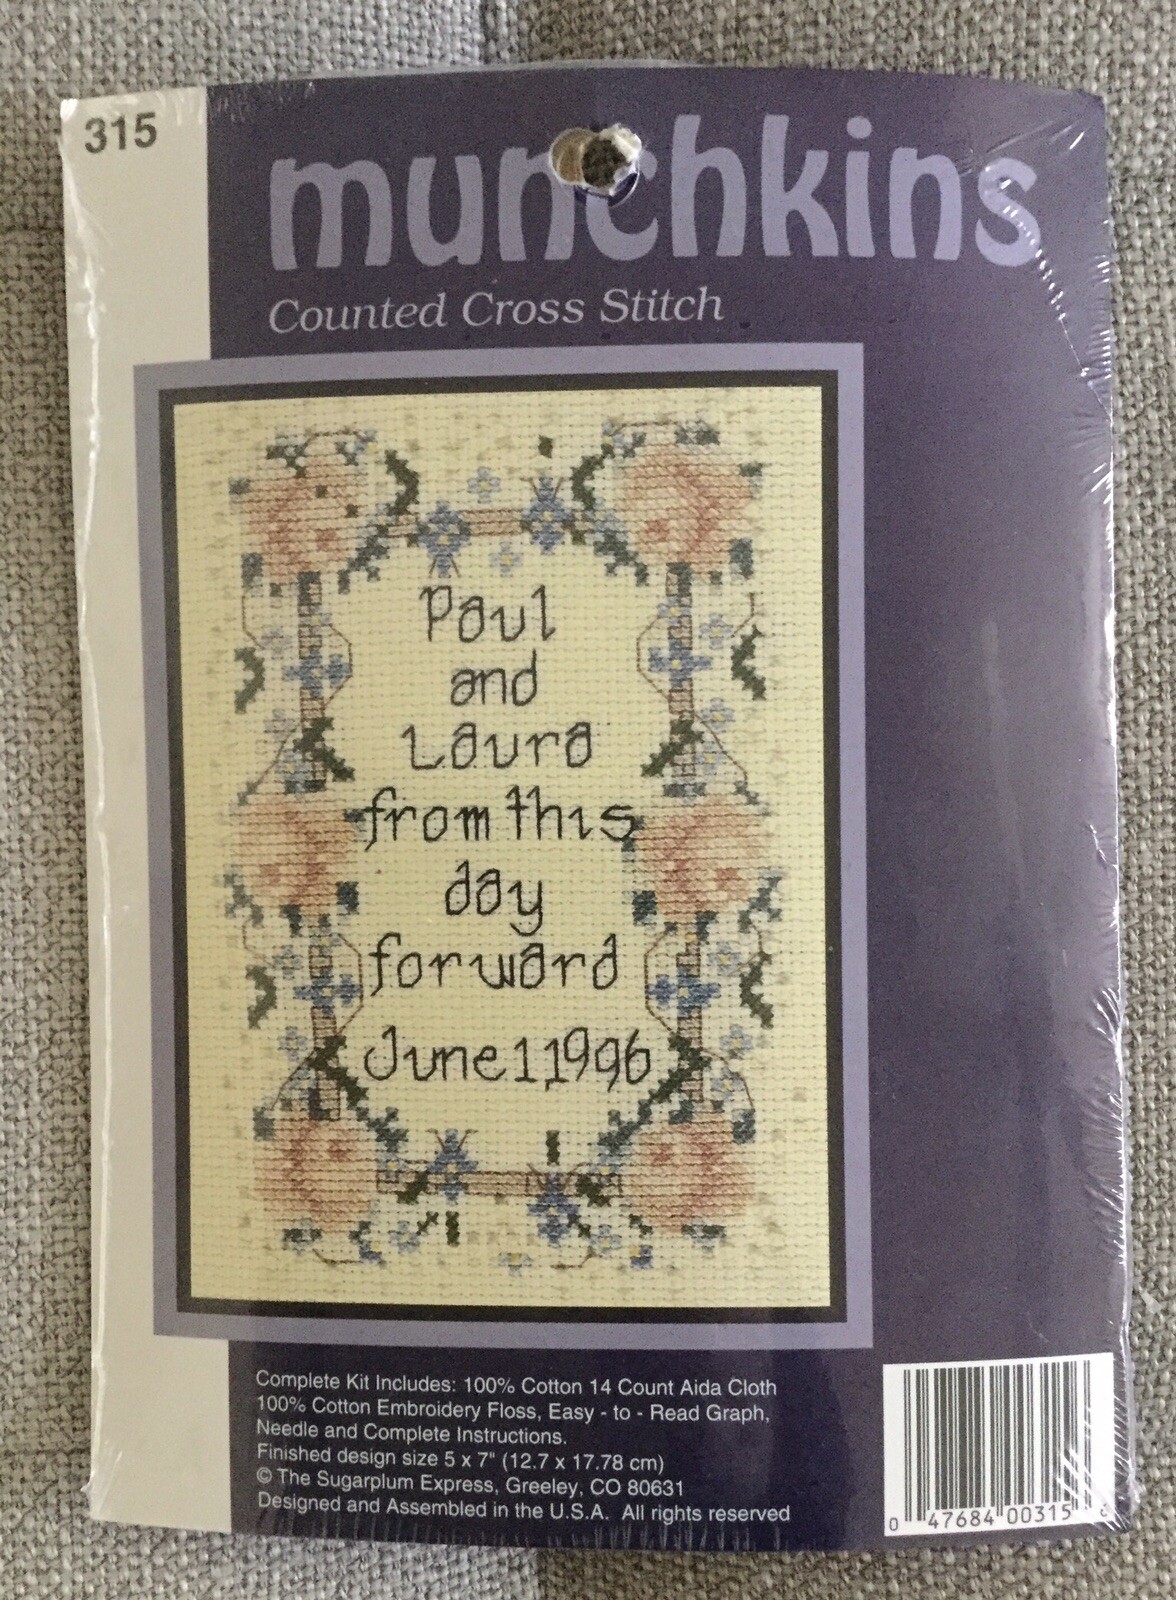 315
munchkins
Counted Cross Stitch
Paul
and
Laura
from this
day
forward
June 1,1996
Complete Kit Includes: 100% Cotton 14 Count Aida Cloth
100% Cotton Embroidery Floss, Easy - to - Read Graph,
Needle and Complete Instructions.
Finished design size 5 x 7" (12.7 x 17.78 cm)
© The Sugarplum Express, Greeley, CO 80631
Designed and Assembled in the U.S.A. All rights reserved
0 47684 00315